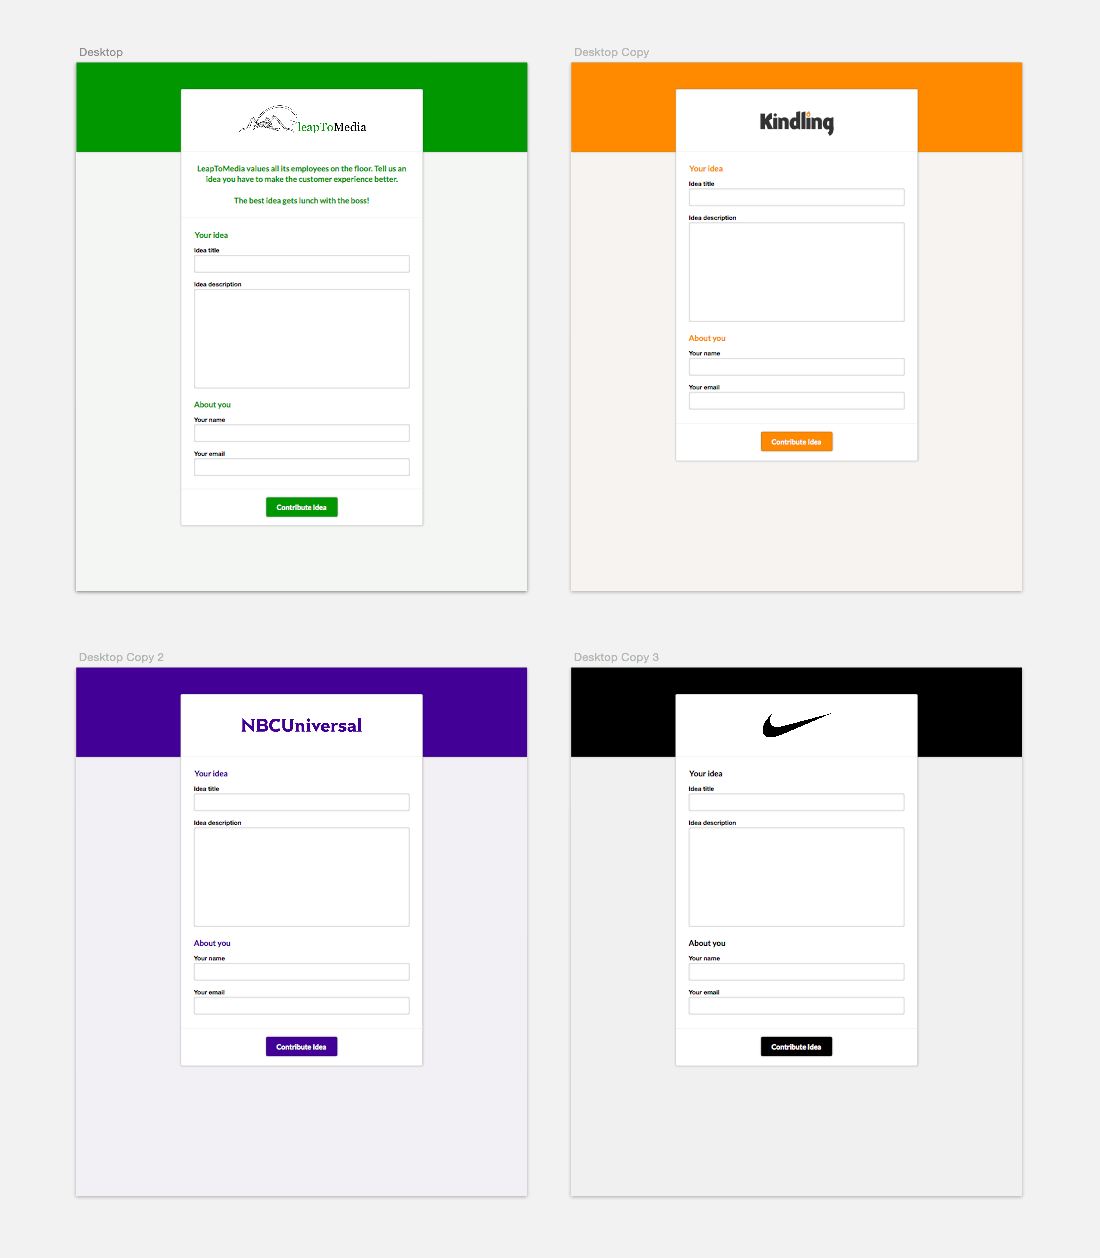 Desktop
leapToMedia
LeapToMedia values all its employees on the floor. Tell us an
idea you have to make the customer experience better.
The best idea gets lunch with the boss!
Your idea
Idea title
Idea description
About you
Your name
Your email
Contribute Idea
Desktop Copy
Kindling
Your idea
Idea title
Idea description
About you
Your name
Your email
Contribute Idea
Desktop Copy 2
NBCUniversal
Your idea
Idea title
Idea description
About you
Your name
Your email
Contribute Idea
Desktop Copy 3
Your idea
Idea title
Idea description
About you
Your name
Your email
Contribute Idea